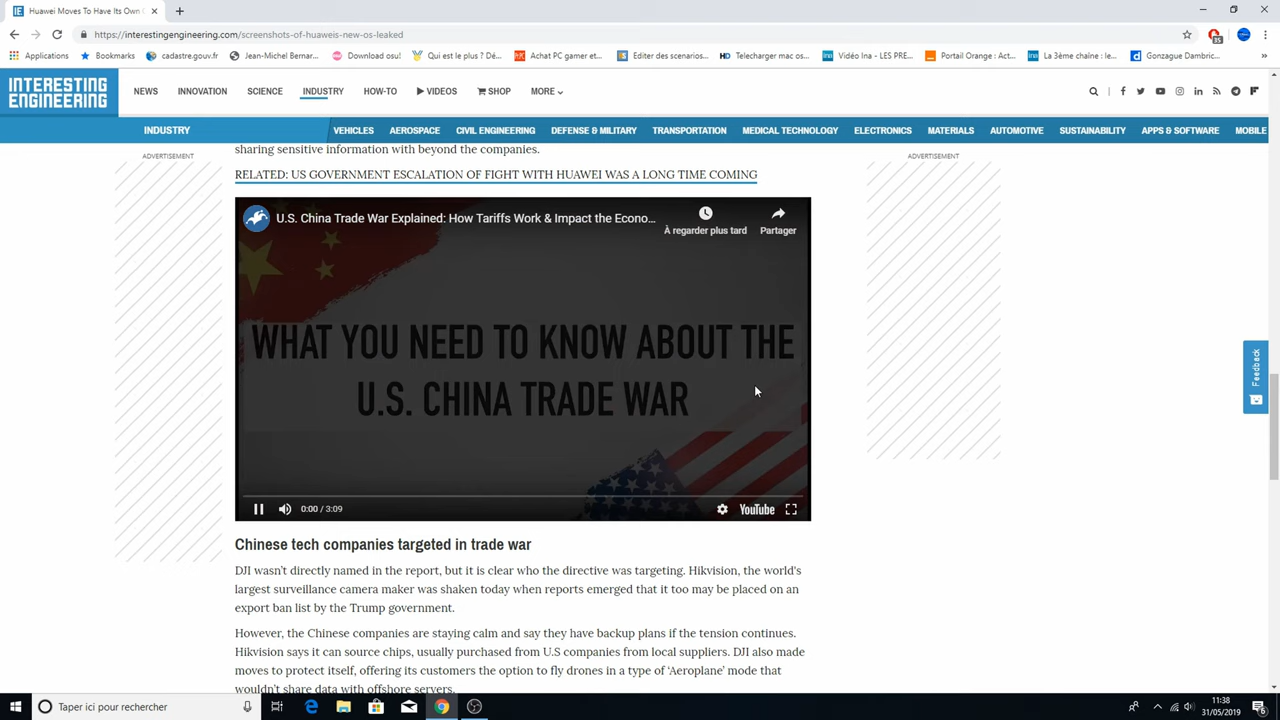 Huawei Moves To Have Its Own
https://interestingengineering.com/screenshots-of-huaweis-new-os-leaked
Applications Bookmarks cadastre.gouv.fr Jean-Michel Bernar... Download osu! Qui est le plus ? Dé... Achat PC gamer et... Editer des scenarios... Telecharger mac os... Vidéo Ina - LES PRE... Portail Orange : Act... La 3ème chaîne : le... Gonzague Dambric...
INTERESTING
ENGINEERING
NEWS INNOVATION SCIENCE INDUSTRY HOW-TO VIDEOS SHOP MORE
INDUSTRY VEHICLES AEROSPACE CIVIL ENGINEERING DEFENSE & MILITARY TRANSPORTATION MEDICAL TECHNOLOGY ELECTRONICS MATERIALS AUTOMOTIVE SUSTAINABILITY APPS & SOFTWARE MOBILE
sharing sensitive information with beyond the companies.
ADVERTISEMENT ADVERTISEMENT
RELATED: US GOVERNMENT ESCALATION OF FIGHT WITH HUAWEI WAS A LONG TIME COMING
U.S. China Trade War Explained: How Tariffs Work & Impact the Econo...
À regarder plus tard Partager
WHAT YOU NEED TO KNOW ABOUT THE
U.S. CHINA TRADE WAR
Feedback
0:00 / 3:09 YouTube
Chinese tech companies targeted in trade war
DJI wasn't directly named in the report, but it is clear who the directive was targeting. Hikvision, the world's
largest surveillance camera maker was shaken today when reports emerged that it too may be placed on an
export ban list by the Trump government.
However, the Chinese companies are staying calm and say they have backup plans if the tension continues.
Hikvision says it can source chips, usually purchased from U.S companies from local suppliers. DJI also made
moves to protect itself, offering its customers the option to fly drones in a type of 'Aeroplane' mode that
wouldn't share data with offshore servers.
Taper ici pour rechercher
11:38
31/05/2019